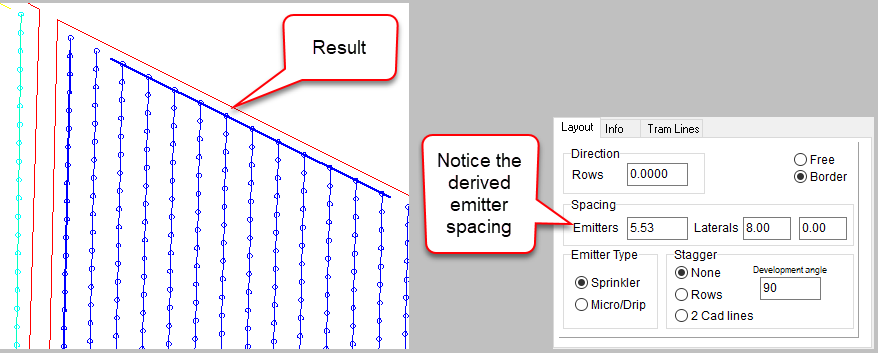 Result
Notice the
derived
emitter
spacing
Layout Info Tram Lines
Direction
Rows 0.0000
Free
Border
Spacing
Emitters 5.53 Laterals 8.00 0.00
Emitter Type
Sprinkler
Micro/Drip
Stagger
None
Rows
2 Cad lines
Development angle
90